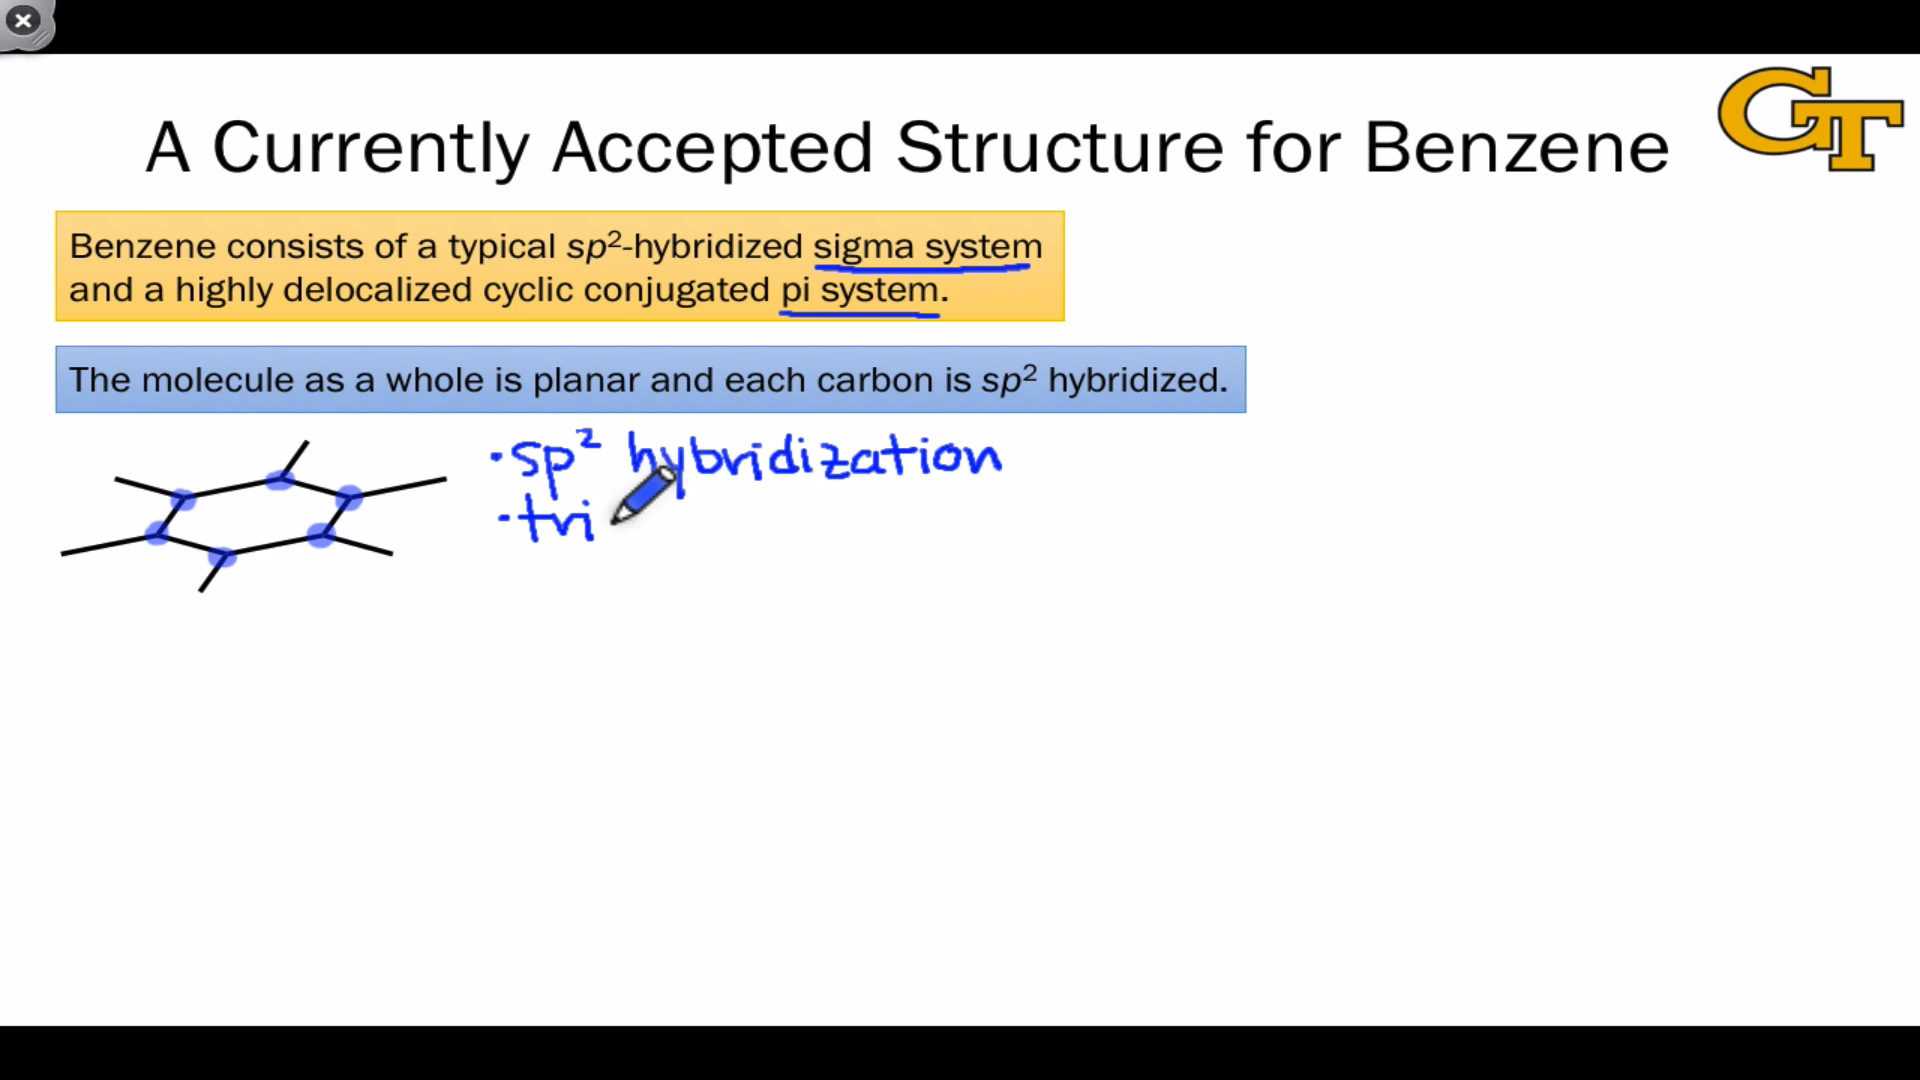 A Currently Accepted Structure for Benzene
GT
Benzene consists of a typical sp²-hybridized sigma system
and a highly delocalized cyclic conjugated pi system.
The molecule as a whole is planar and each carbon is sp² hybridized.
·sp² hybridization
·tri